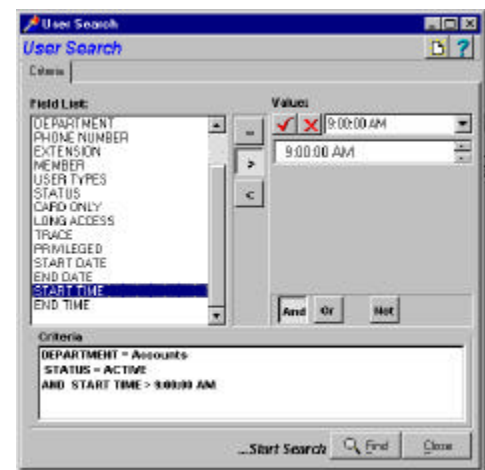 User Search
User Search
Criteria
Field List:
Value:
DEPARTMENT
PHONE NUMBER
EXTENSION
MEMBER
USER TYPES
STATUS
CARD ONLY
LONG ACCESS
TRACE
PRIVILEGED
START DATE
END DATE
START TIME
END TIME
=
>
<
9:00:00 AM
9:00:00 AM
And Or Not
Criteria
DEPARTMENT = Accounts
STATUS = ACTIVE
AND START TIME > 9:00:00 AM
...Start Search Find Close